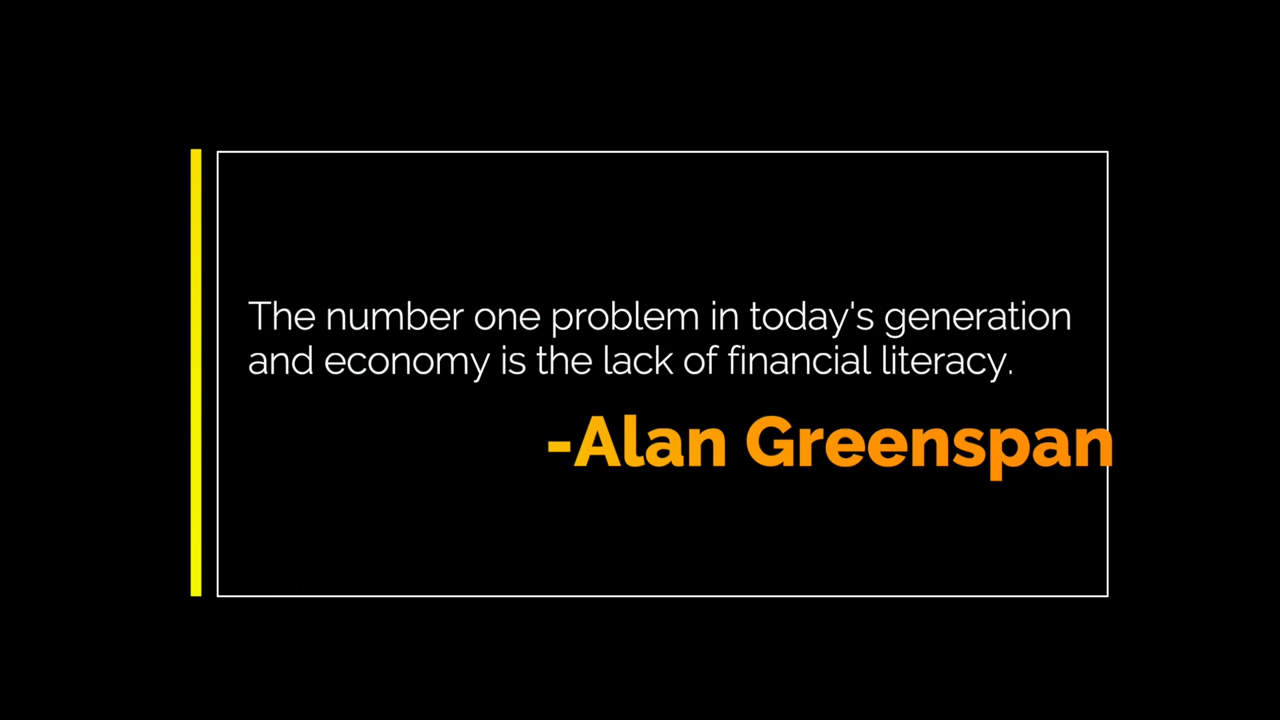 The number one problem in today's generation
and economy is the lack of financial literacy.
-Alan Greenspan